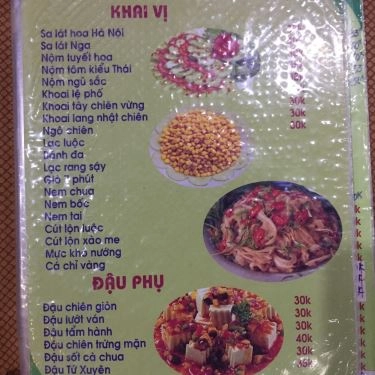 KHAI VỊ
Sa lát hoa Hà Nội
Sa lát Nga
Nộm tuyết hoa
Nộm tôm kiểu Thái
Nộm ngũ sắc
Khoai lệ phố
Khoai tây chiên vừng 30k
Khoai lang nhật chiên 30k
Ngô chiên 30k
Lạc luộc
Bánh đa
Lạc rang sậy
Giò phút
Nem chua
Nem bốc
Nem tai
Cút lộn luộc
Cút lộn xào me
Mực khô nướng
Cá chỉ vàng
ĐẬU PHỤ
Đậu chiên giòn 30k
Đậu lướt ván 30k
Đậu tẩm hành 30k
Đậu chiên trứng mặn 40k
Đậu sốt cà chua 30k
Đậu Tứ Xuyên